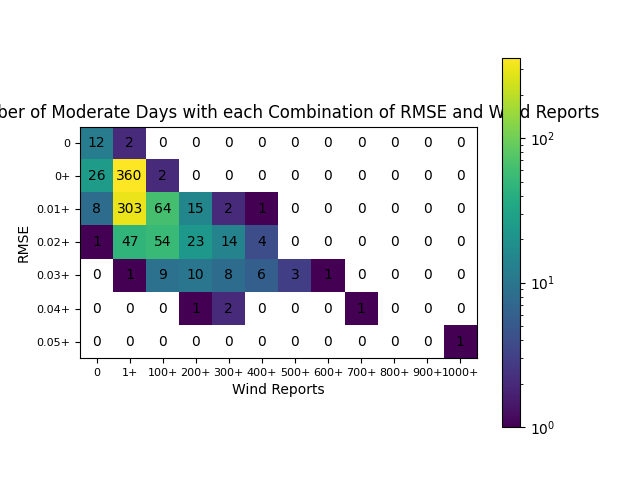 ber of Moderate Days with each Combination of RMSE and Wind Reports
RMSE
0 12 2 0 0 0 0 0 0 0 0 0 0
0+ 26 360 2 0 0 0 0 0 0 0 0 0
0.01+ 8 303 64 15 2 1 0 0 0 0 0 0
0.02+ 1 47 54 23 14 4 0 0 0 0 0 0
0.03+ 0 1 9 10 8 6 3 1 0 0 0 0
0.04+ 0 0 0 1 2 0 0 0 1 0 0 0
0.05+ 0 0 0 0 0 0 0 0 0 0 0 1
0 1+ 100+ 200+ 300+ 400+ 500+ 600+ 700+ 800+ 900+ 1000+
Wind Reports
10²
10¹
10⁰